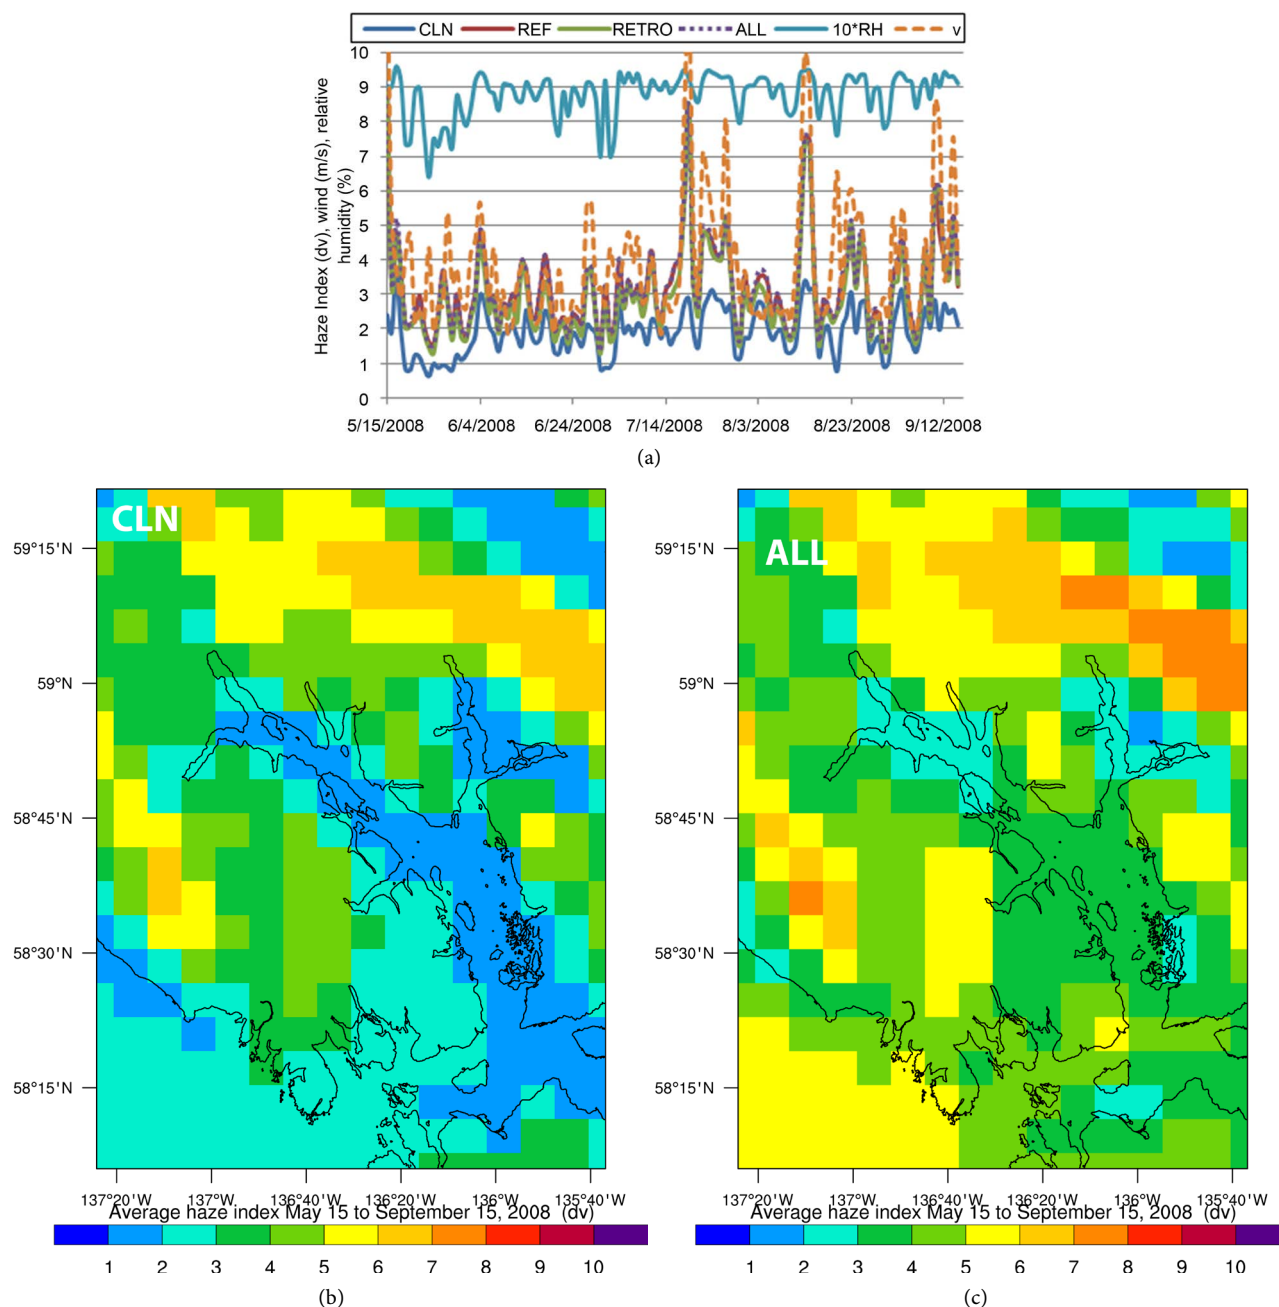 CLN REF RETRO ALL 10*RH v
Haze Index (dv), wind (m/s), relative
humidity (%)
10
9
8
7
6
5
4
3
2
1
0
5/15/2008 6/4/2008 6/24/2008 7/14/2008 8/3/2008 8/23/2008 9/12/2008
(a)
CLN
59°15'N
59°N
58°45'N
58°30'N
58°15'N
137°20'W 137°W 136°40'W 136°20'W 136°W 135°40'W
Average haze index May 15 to September 15, 2008 (dv)
1 2 3 4 5 6 7 8 9 10
(b)
ALL
59°15'N
59°N
58°45'N
58°30'N
58°15'N
137°20'W 137°W 136°40'W 136°20'W 136°W 135°40'W
Average haze index May 15 to September 15, 2008 (dv)
1 2 3 4 5 6 7 8 9 10
(c)